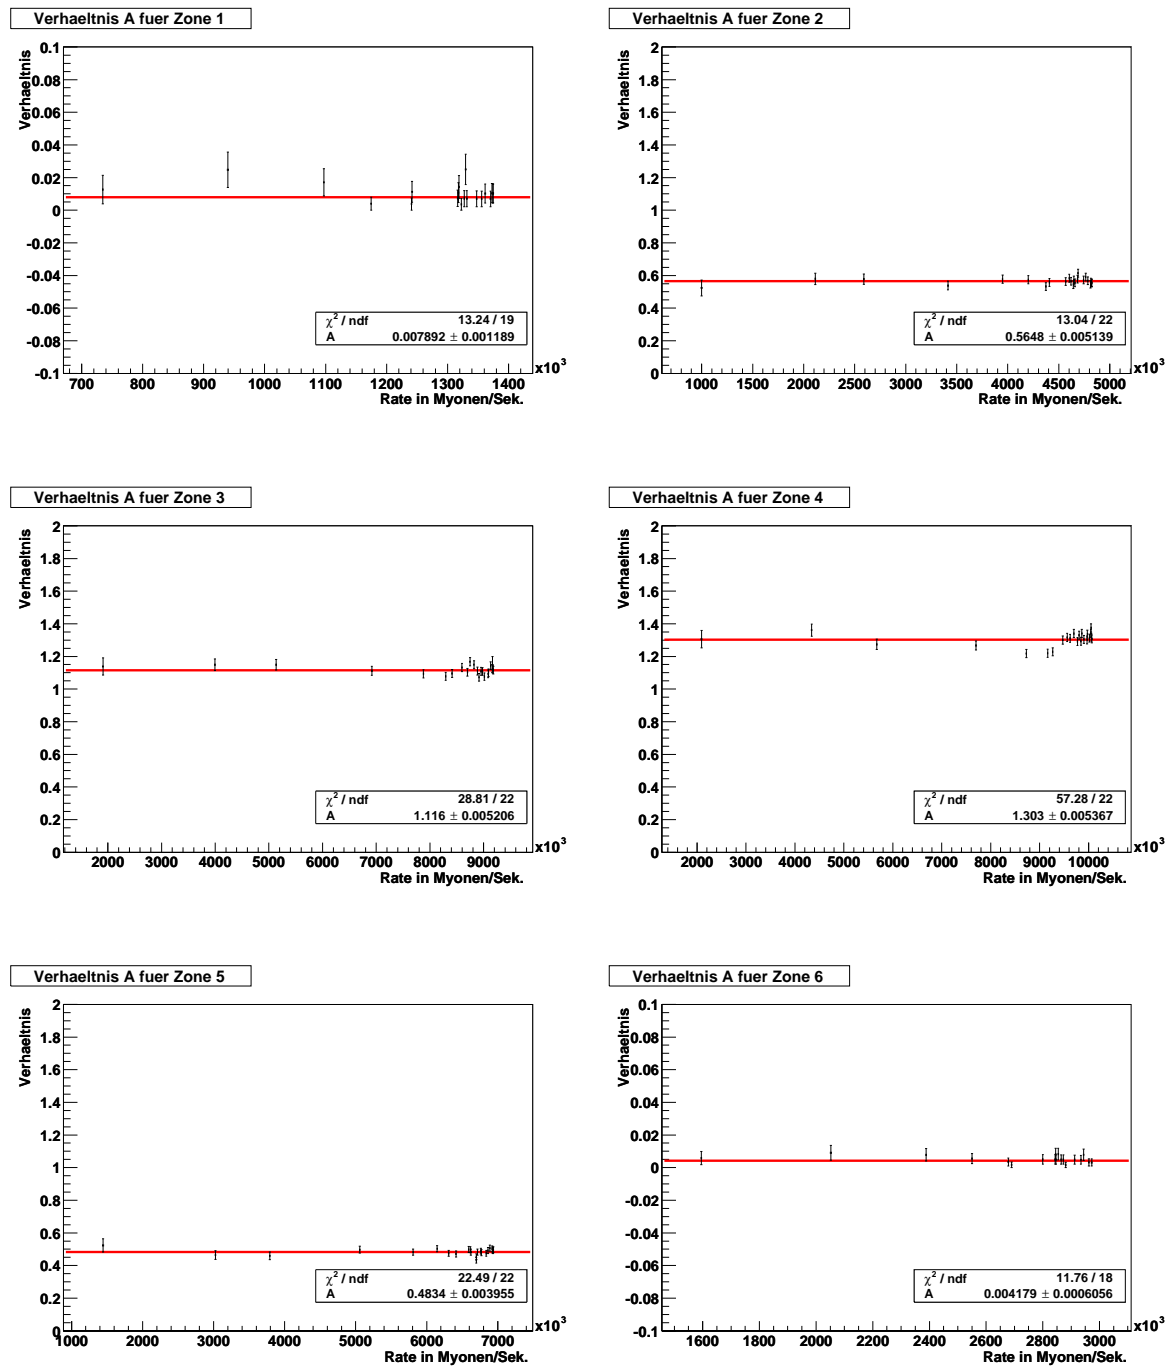 Verhaeltnis A fuer Zone 1
Verhaeltnis
0.1
0.08
0.06
0.04
0.02
0
-0.02
-0.04
-0.06
-0.08
-0.1
χ² / ndf 13.24 / 19
A 0.007892 ± 0.001189
700 800 900 1000 1100 1200 1300 1400
×10³
Rate in Myonen/Sek.
Verhaeltnis A fuer Zone 2
Verhaeltnis
2
1.8
1.6
1.4
1.2
1
0.8
0.6
0.4
0.2
0
χ² / ndf 13.04 / 22
A 0.5648 ± 0.005139
1000 1500 2000 2500 3000 3500 4000 4500 5000
×10³
Rate in Myonen/Sek.
Verhaeltnis A fuer Zone 3
Verhaeltnis
2
1.8
1.6
1.4
1.2
1
0.8
0.6
0.4
0.2
0
χ² / ndf 28.81 / 22
A 1.116 ± 0.005206
2000 3000 4000 5000 6000 7000 8000 9000
×10³
Rate in Myonen/Sek.
Verhaeltnis A fuer Zone 4
Verhaeltnis
2
1.8
1.6
1.4
1.2
1
0.8
0.6
0.4
0.2
0
χ² / ndf 57.28 / 22
A 1.303 ± 0.005367
2000 3000 4000 5000 6000 7000 8000 9000 10000
×10³
Rate in Myonen/Sek.
Verhaeltnis A fuer Zone 5
Verhaeltnis
2
1.8
1.6
1.4
1.2
1
0.8
0.6
0.4
0.2
0
χ² / ndf 22.49 / 22
A 0.4834 ± 0.003955
1000 2000 3000 4000 5000 6000 7000
×10³
Rate in Myonen/Sek.
Verhaeltnis A fuer Zone 6
Verhaeltnis
0.1
0.08
0.06
0.04
0.02
0
-0.02
-0.04
-0.06
-0.08
-0.1
χ² / ndf 11.76 / 18
A 0.004179 ± 0.0006056
1600 1800 2000 2200 2400 2600 2800 3000
×10³
Rate in Myonen/Sek.